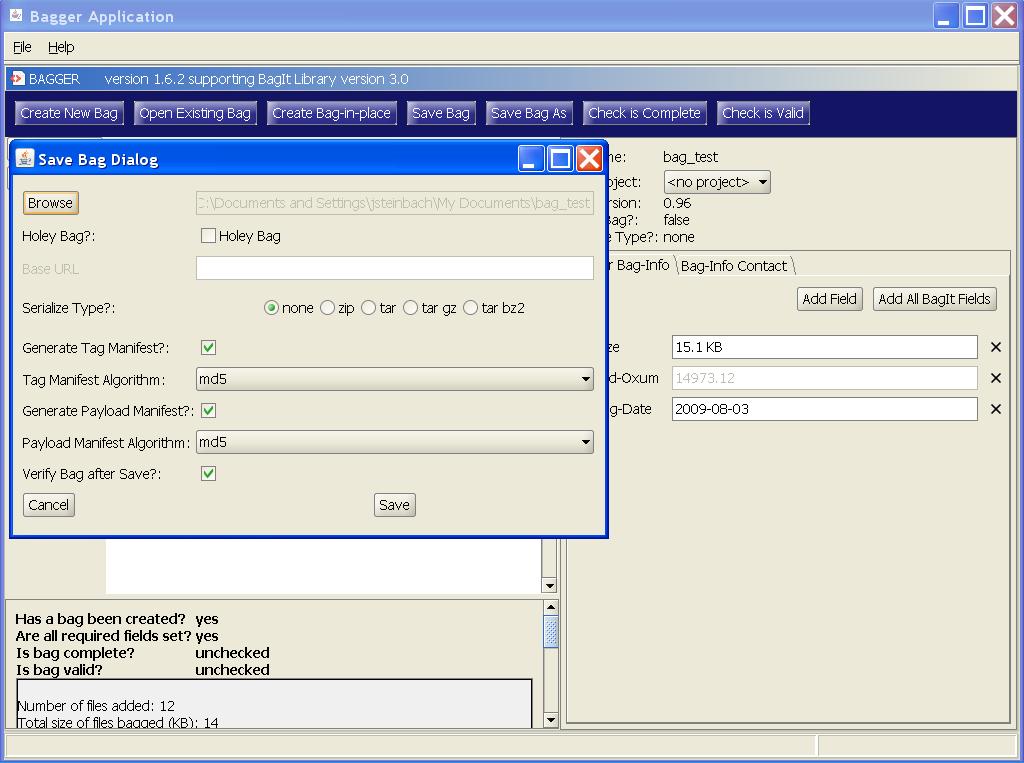 Bagger Application
File Help
BAGGER version 1.6.2 supporting BagIt Library version 3.0
Create New Bag Open Existing Bag Create Bag-in-place Save Bag Save Bag As Check is Complete Check is Valid
Save Bag Dialog
Browse C:\Documents and Settings\jsteinbach\My Documents\bag_test
Holey Bag?: Holey Bag
Base URL
Serialize Type?: none zip tar tar gz tar bz2
Generate Tag Manifest?:
Tag Manifest Algorithm: md5
Generate Payload Manifest?:
Payload Manifest Algorithm: md5
Verify Bag after Save?:
Cancel Save
me: bag_test
oject: <no project>
rsion: 0.96
Bag?: false
e Type?: none
r Bag-Info Bag-Info Contact
Add Field Add All BagIt Fields
ze 15.1 KB
d-Oxum 14973.12
g-Date 2009-08-03
Has a bag been created? yes
Are all required fields set? yes
Is bag complete? unchecked
Is bag valid? unchecked
Number of files added: 12
Total size of files bagged (KB): 14